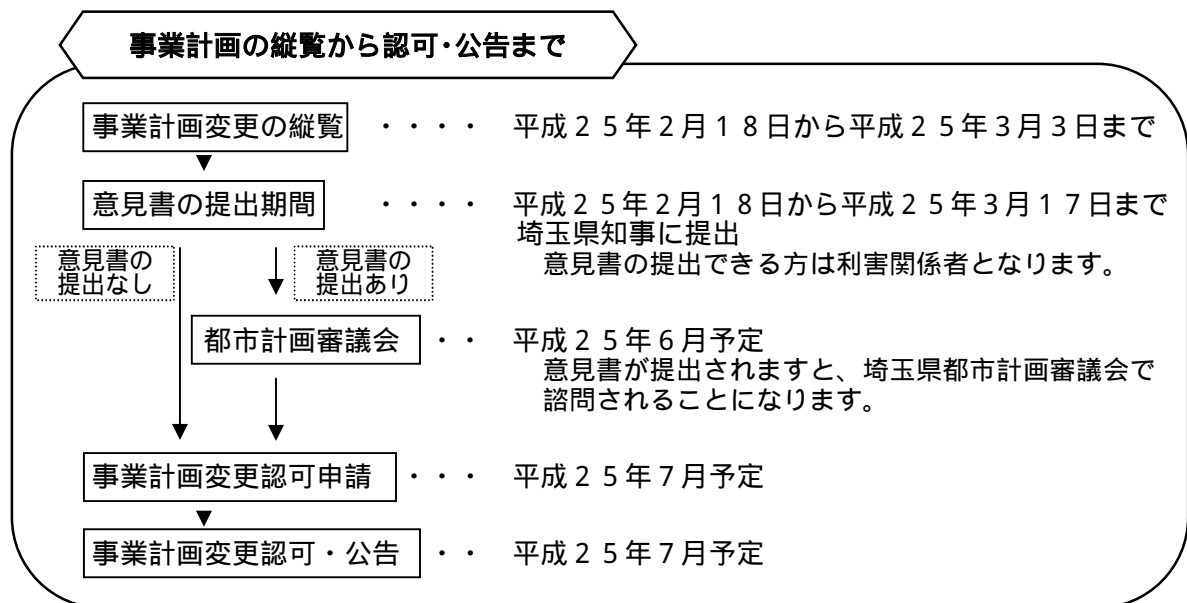 事業計画の縦覧から認可・公告まで
事業計画変更の縦覧 ・・・・ 平成25年2月18日から平成25年3月3日まで
意見書の提出期間 ・・・・ 平成25年2月18日から平成25年3月17日まで
埼玉県知事に提出
意見書の提出できる方は利害関係者となります。
意見書の
提出なし
意見書の
提出あり
都市計画審議会 ・・ 平成25年6月予定
意見書が提出されますと、埼玉県都市計画審議会で
諮問されることになります。
事業計画変更認可申請 ・・・ 平成25年7月予定
事業計画変更認可・公告 ・・ 平成25年7月予定